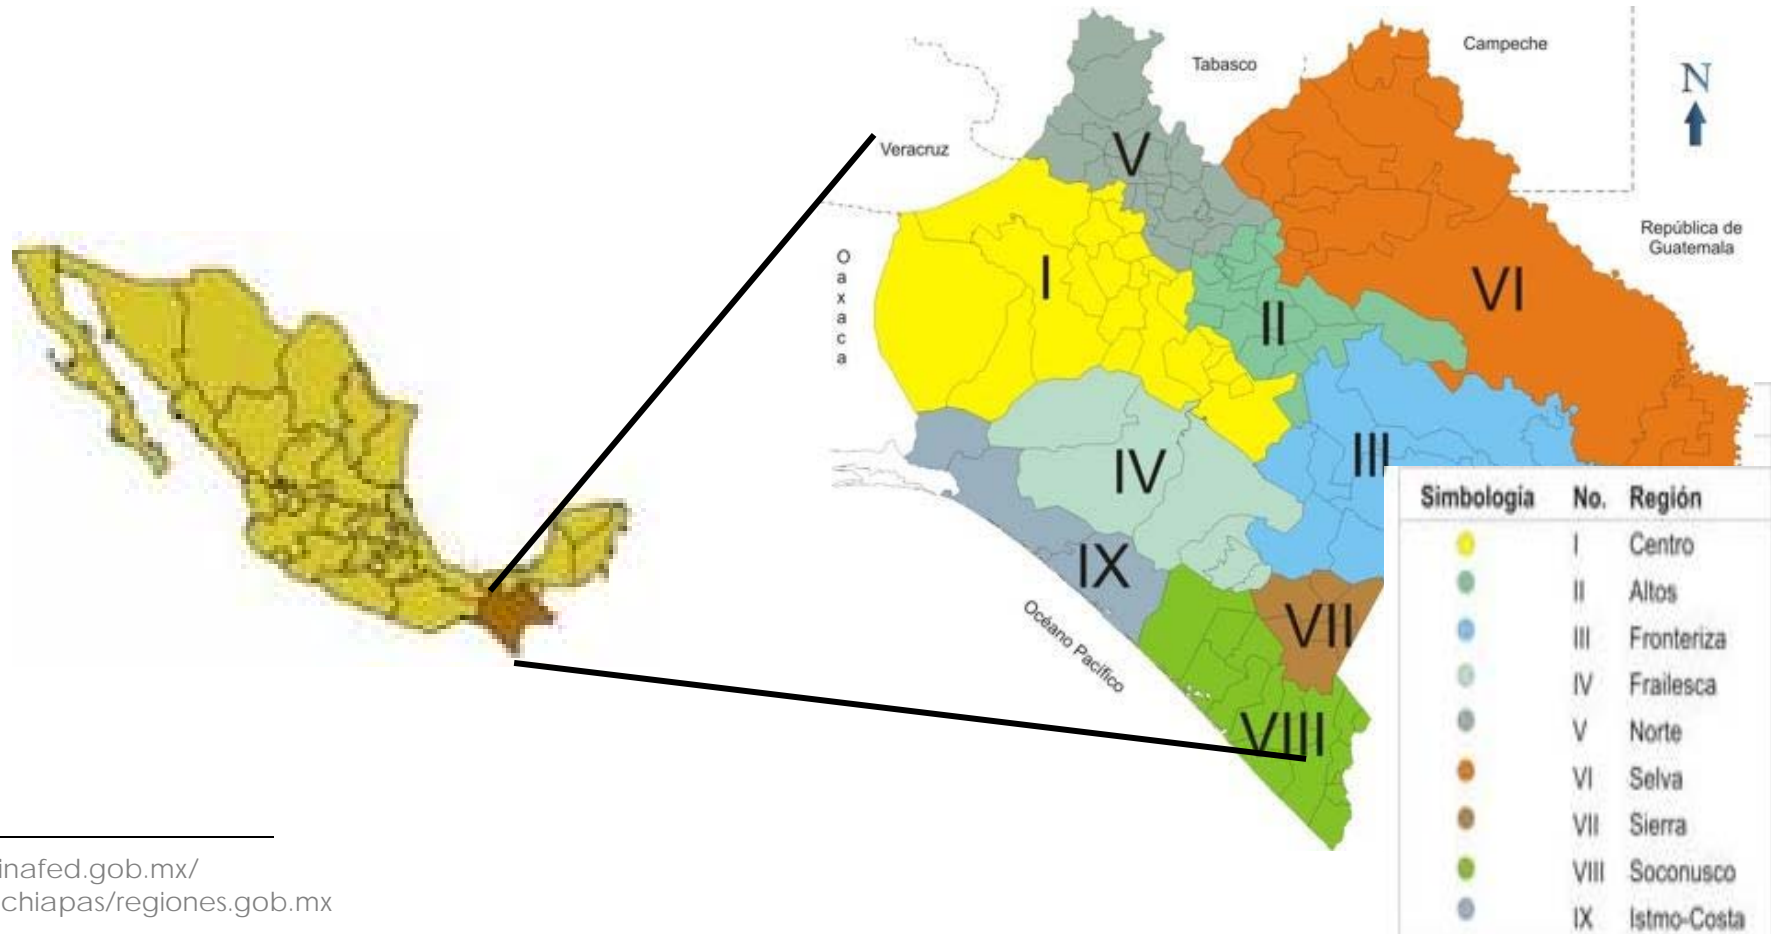 Campeche
Tabasco
N
Veracruz
V
República de
Guatemala
Oaxaca
I
VI
II
III
IV
IX
VII
Océano Pacífico
VIII
Simbología No. Región
I Centro
II Altos
III Fronteriza
IV Frailesca
V Norte
VI Selva
VII Sierra
VIII Soconusco
IX Istmo-Costa
inafed.gob.mx/
chiapas/regiones.gob.mx